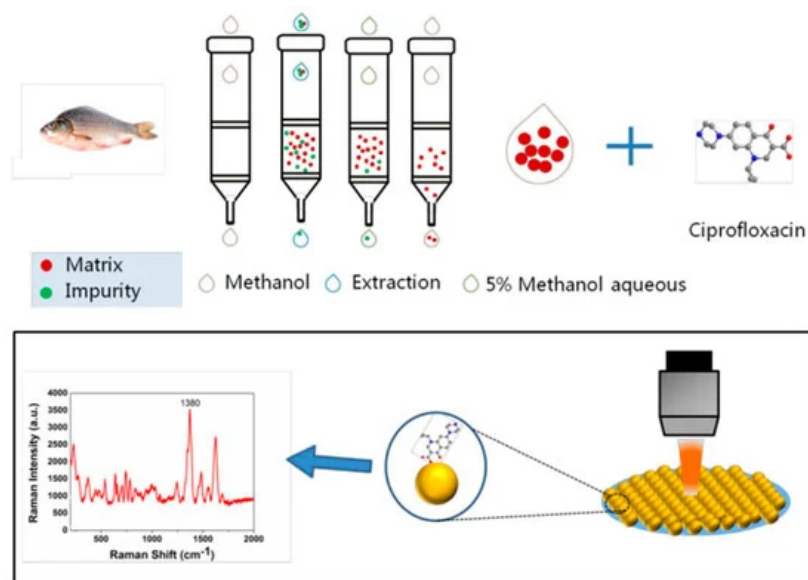 Ciprofloxacin
Matrix
Impurity
Methanol
Extraction
5% Methanol aqueous
Raman Intensity (a.u.)
4000
3500
3000
2500
2000
1500
1000
500
0
1380
500
1000
1500
2000
Raman Shift (cm⁻¹)